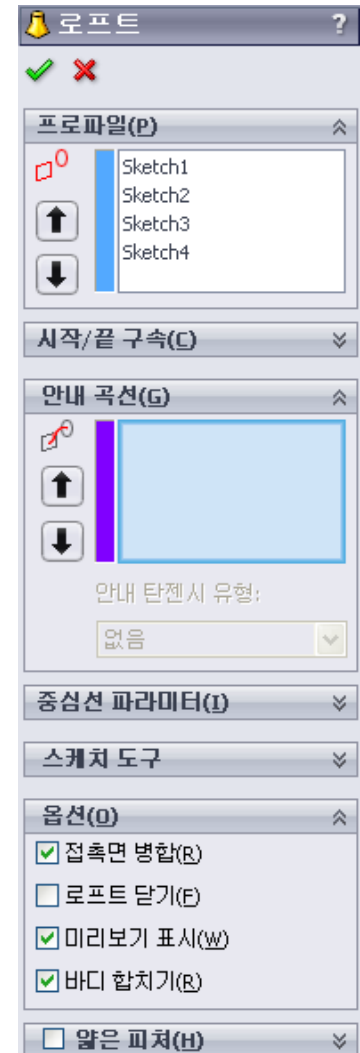 로프트 ?
프로파일(P)
Sketch1
Sketch2
Sketch3
Sketch4
시작/끝 구속(C)
안내 곡선(G)
안내 탄젠시 유형:
없음
중심선 파라미터(I)
스케치 도구
옵션(O)
접촉면 병합(R)
로프트 닫기(F)
미리보기 표시(W)
바디 합치기(R)
얇은 피처(H)